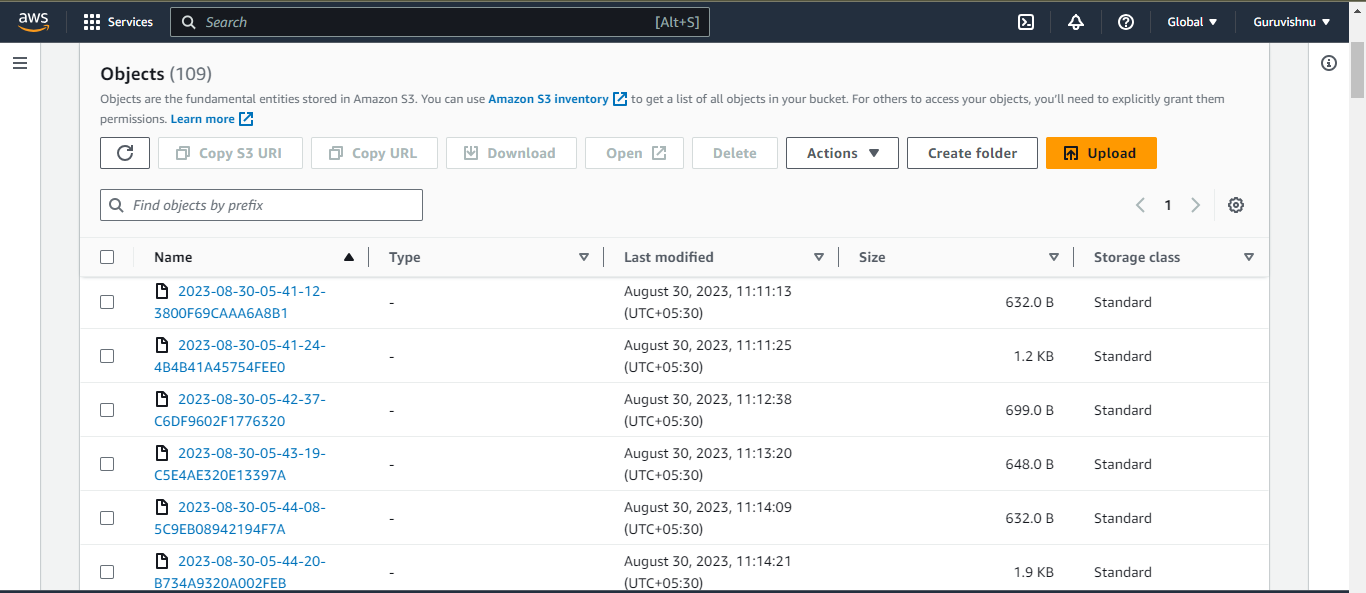 aws Services Search [Alt+S] Global Guruvishnu
Objects (109)
Objects are the fundamental entities stored in Amazon S3. You can use Amazon S3 inventory to get a list of all objects in your bucket. For others to access your objects, you'll need to explicitly grant them
permissions. Learn more
Copy S3 URI Copy URL Download Open Delete Actions Create folder Upload
Find objects by prefix 1
Name Type Last modified Size Storage class
2023-08-30-05-41-12- August 30, 2023, 11:11:13
- 632.0 B Standard
3800F69CAAA6A8B1 (UTC+05:30)
2023-08-30-05-41-24- August 30, 2023, 11:11:25
- 1.2 KB Standard
4B4B41A45754FEE0 (UTC+05:30)
2023-08-30-05-42-37- August 30, 2023, 11:12:38
- 699.0 B Standard
C6DF9602F1776320 (UTC+05:30)
2023-08-30-05-43-19- August 30, 2023, 11:13:20
- 648.0 B Standard
C5E4AE320E13397A (UTC+05:30)
2023-08-30-05-44-08- August 30, 2023, 11:14:09
- 632.0 B Standard
5C9EB08942194F7A (UTC+05:30)
2023-08-30-05-44-20- August 30, 2023, 11:14:21
- 1.9 KB Standard
B734A9320A002FEB (UTC+05:30)